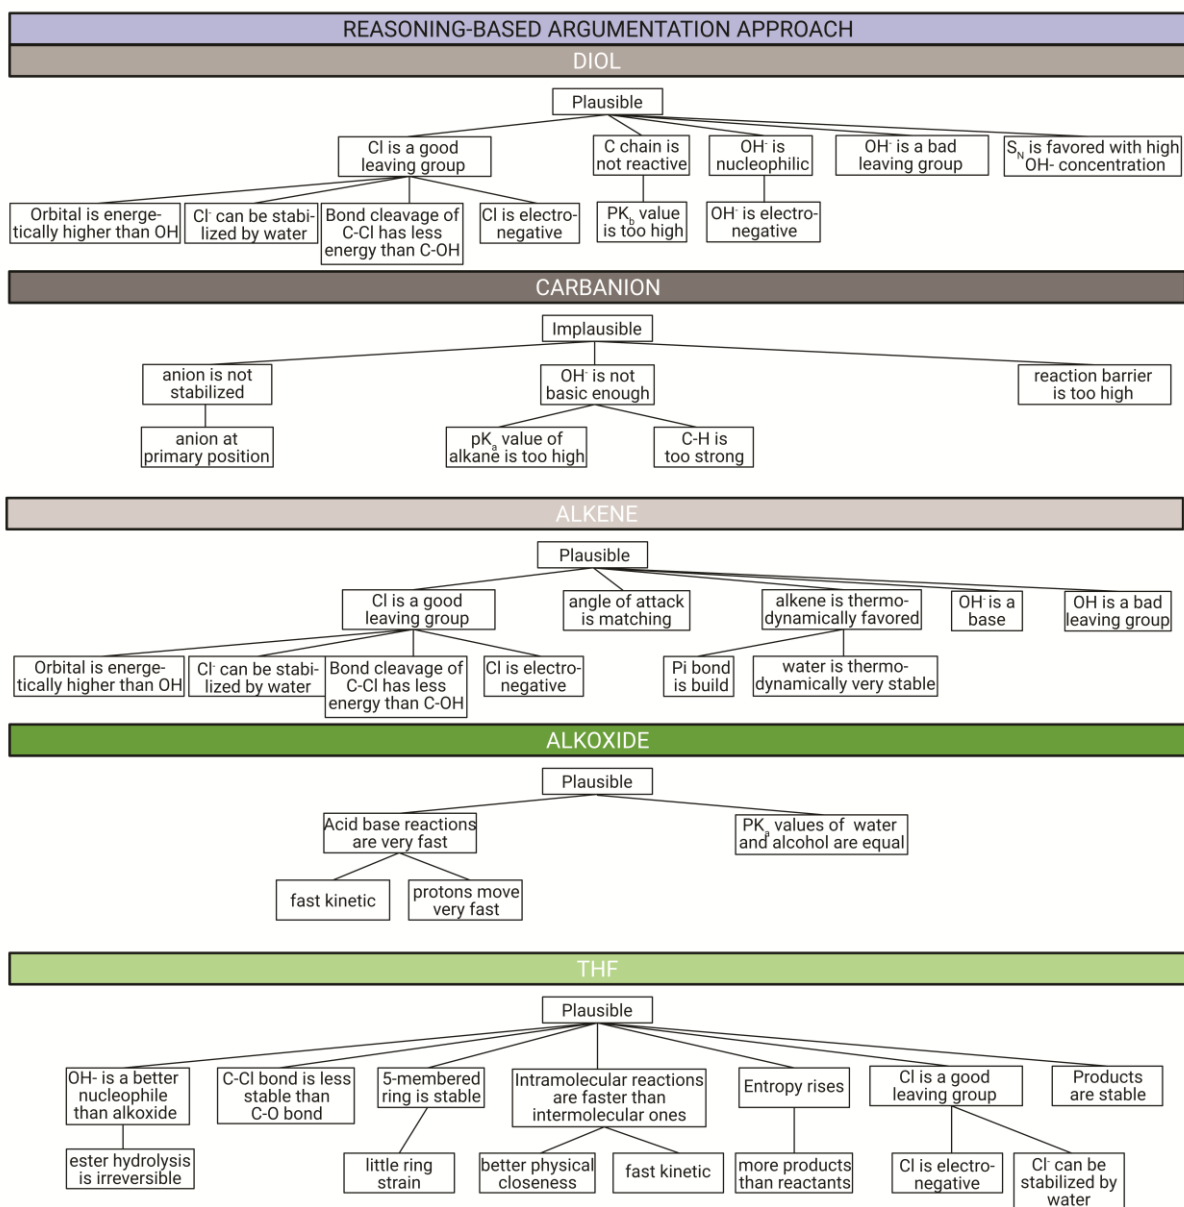 REASONING-BASED ARGUMENTATION APPROACH
DIOL
Plausible
Cl is a good
leaving group
C chain is
not reactive
OH⁻ is
nucleophilic
OH⁻ is a bad
leaving group
S_N is favored with high
OH- concentration
Orbital is energe-
tically higher than OH
Cl⁻ can be stabi-
lized by water
Bond cleavage of
C-Cl has less
energy than C-OH
Cl is electro-
negative
PK_b value
is too high
OH⁻ is electro-
negative
CARBANION
Implausible
anion is not
stabilized
OH⁻ is not
basic enough
reaction barrier
is too high
anion at
primary position
pK_a value of
alkane is too high
C-H is
too strong
ALKENE
Plausible
Cl is a good
leaving group
angle of attack
is matching
alkene is thermo-
dynamically favored
OH⁻ is a
base
OH is a bad
leaving group
Orbital is energe-
tically higher than OH
Cl⁻ can be stabi-
lized by water
Bond cleavage of
C-Cl has less
energy than C-OH
Cl is electro-
negative
Pi bond
is build
water is thermo-
dynamically very stable
ALKOXIDE
Plausible
Acid base reactions
are very fast
PK_a values of water
and alcohol are equal
fast kinetic
protons move
very fast
THF
Plausible
OH- is a better
nucleophile
than alkoxide
C-Cl bond is less
stable than
C-O bond
5-membered
ring is stable
Intramolecular reactions
are faster than
intermolecular ones
Entropy rises
Cl is a good
leaving group
Products
are stable
ester hydrolysis
is irreversible
little ring
strain
better physical
closeness
fast kinetic
more products
than reactants
Cl is electro-
negative
Cl⁻ can be
stabilized by
water